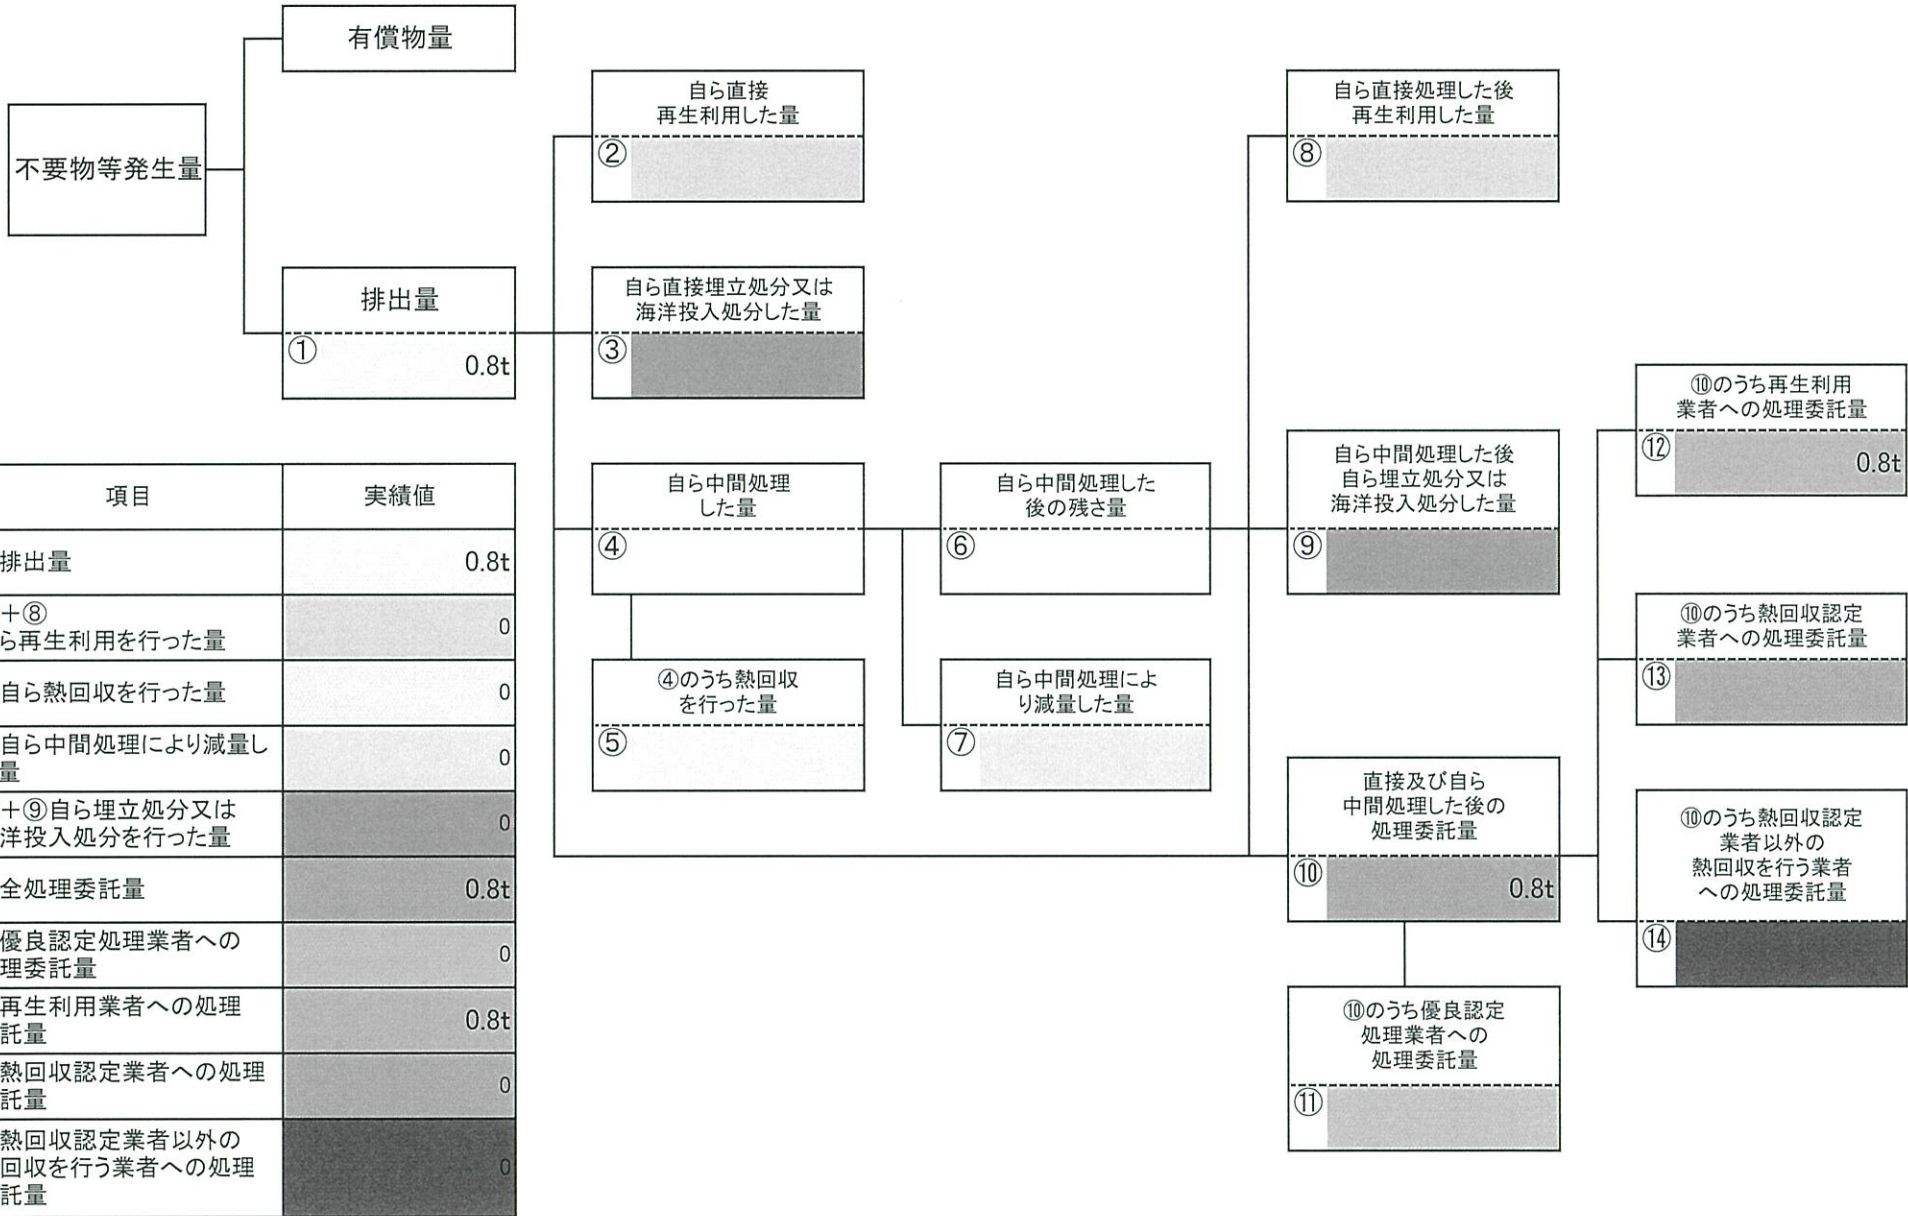 有償物量
不要物等発生量
排出量
①
0.8t
自ら直接
再生利用した量
②
自ら直接埋立処分又は
海洋投入処分した量
③
自ら中間処理
した量
④
④のうち熱回収
を行った量
⑤
自ら中間処理した
後の残さ量
⑥
自ら中間処理によ
り減量した量
⑦
自ら直接処理した後
再生利用した量
⑧
自ら中間処理した後
自ら埋立処分又は
海洋投入処分した量
⑨
直接及び自ら
中間処理した後の
処理委託量
⑩
0.8t
⑩のうち優良認定
処理業者への
処理委託量
⑪
⑩のうち再生利用
業者への処理委託量
⑫
0.8t
⑩のうち熱回収認定
業者への処理委託量
⑬
⑩のうち熱回収認定
業者以外の
熱回収を行う業者
への処理委託量
⑭
項目 実績値
排出量 0.8t
+⑧
ら再生利用を行った量 0
自ら熱回収を行った量 0
自ら中間処理により減量し
量 0
+⑨自ら埋立処分又は
洋投入処分を行った量 0
全処理委託量 0.8t
優良認定処理業者への
理委託量 0
再生利用業者への処理
託量 0.8t
熱回収認定業者への処理
託量 0
熱回収認定業者以外の
回収を行う業者への処理
託量 0